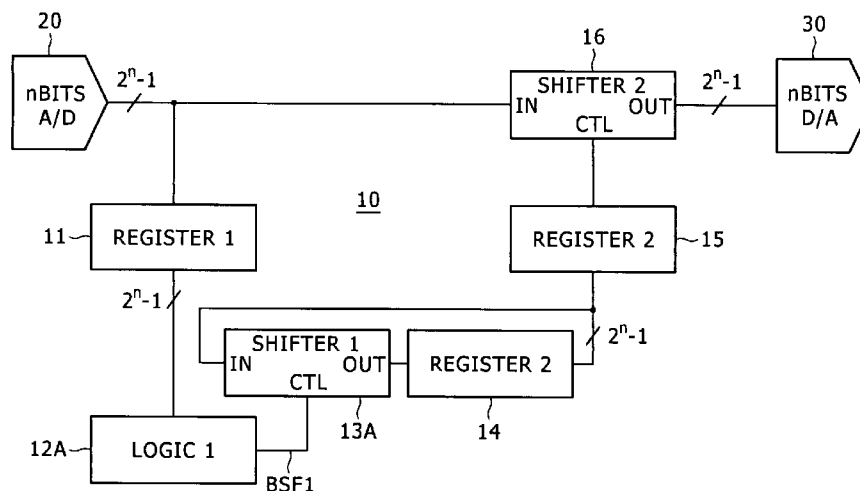 20
nBITS
A/D
2ⁿ-1
16
SHIFTER 2
IN
OUT
CTL
2ⁿ-1
30
nBITS
D/A
10
11
REGISTER 1
2ⁿ-1
REGISTER 2
15
2ⁿ-1
SHIFTER 1
IN
OUT
CTL
13A
REGISTER 2
14
12A
LOGIC 1
BSF1